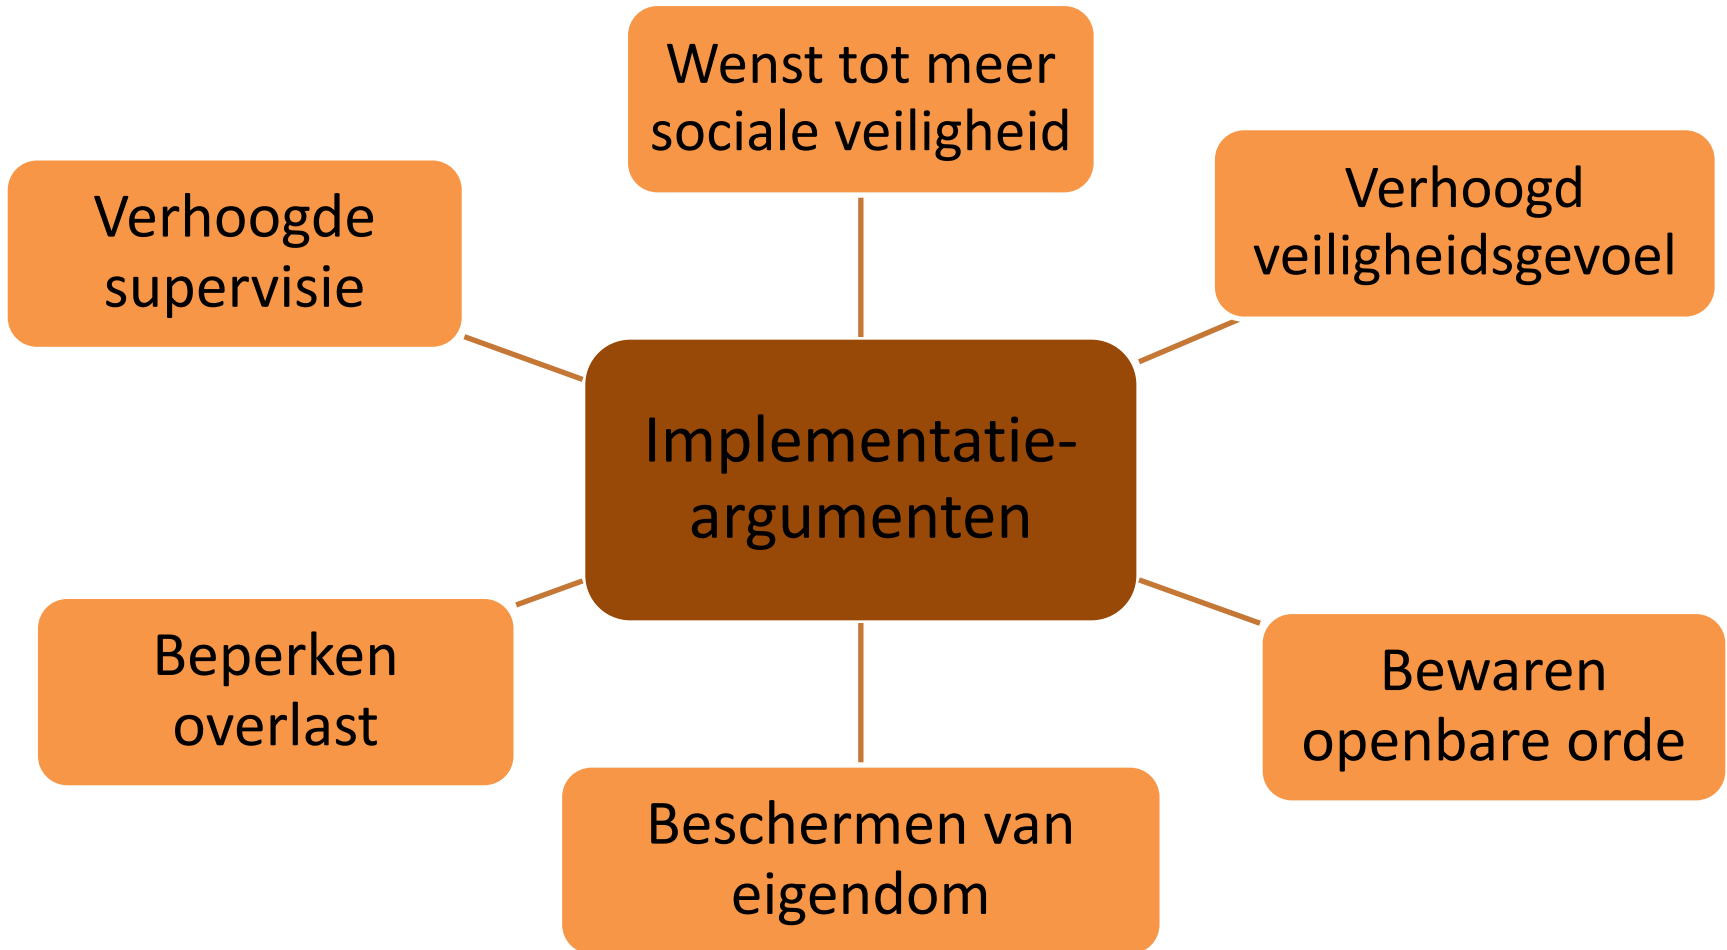 Wenst tot meer
sociale veiligheid
Verhoogd
veiligheidsgevoel
Verhoogde
supervisie
Implementatie-
argumenten
Beperken
overlast
Bewaren
openbare orde
Beschermen van
eigendom